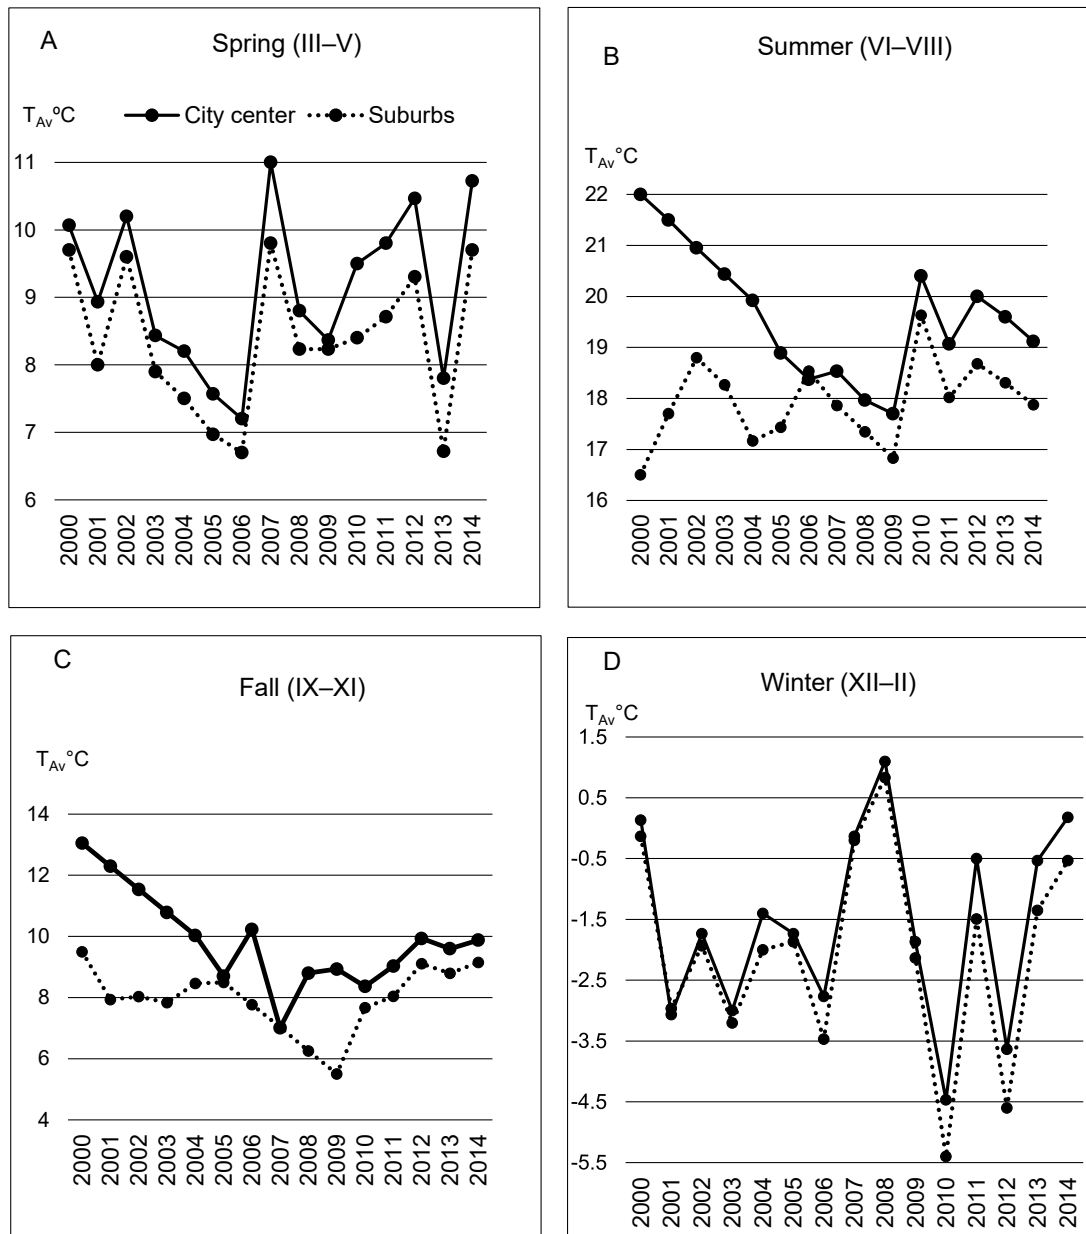 A
Spring (III–V)
TAv°C
City center
Suburbs
11
10
9
8
7
6
2000 2001 2002 2003 2004 2005 2006 2007 2008 2009 2010 2011 2012 2013 2014
B
Summer (VI–VIII)
TAv°C
22
21
20
19
18
17
16
2000 2001 2002 2003 2004 2005 2006 2007 2008 2009 2010 2011 2012 2013 2014
C
Fall (IX–XI)
TAv°C
14
12
10
8
6
4
2000 2001 2002 2003 2004 2005 2006 2007 2008 2009 2010 2011 2012 2013 2014
D
Winter (XII–II)
TAv°C
1.5
0.5
-0.5
-1.5
-2.5
-3.5
-4.5
-5.5
2000 2001 2002 2003 2004 2005 2006 2007 2008 2009 2010 2011 2012 2013 2014